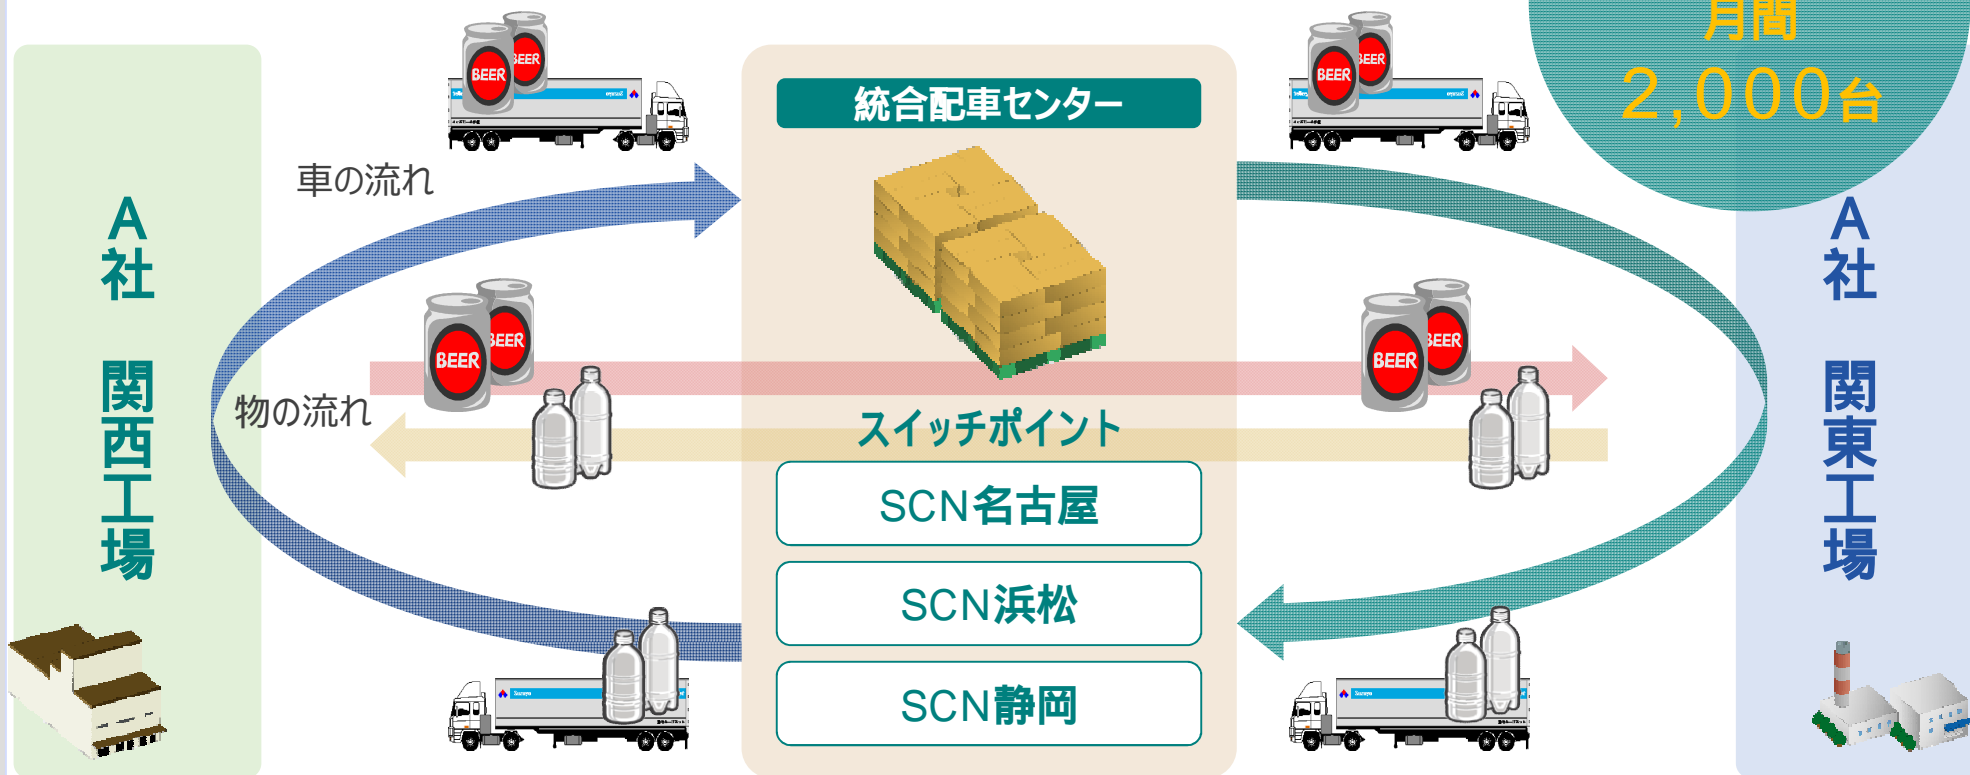 月間
2,000台
BEER
BEER
BEER
BEER
統合配車センター
車の流れ
A社 関西工場
A社 関東工場
BEER
BEER
BEER
BEER
物の流れ
スイッチポイント
SCN名古屋
SCN浜松
SCN静岡